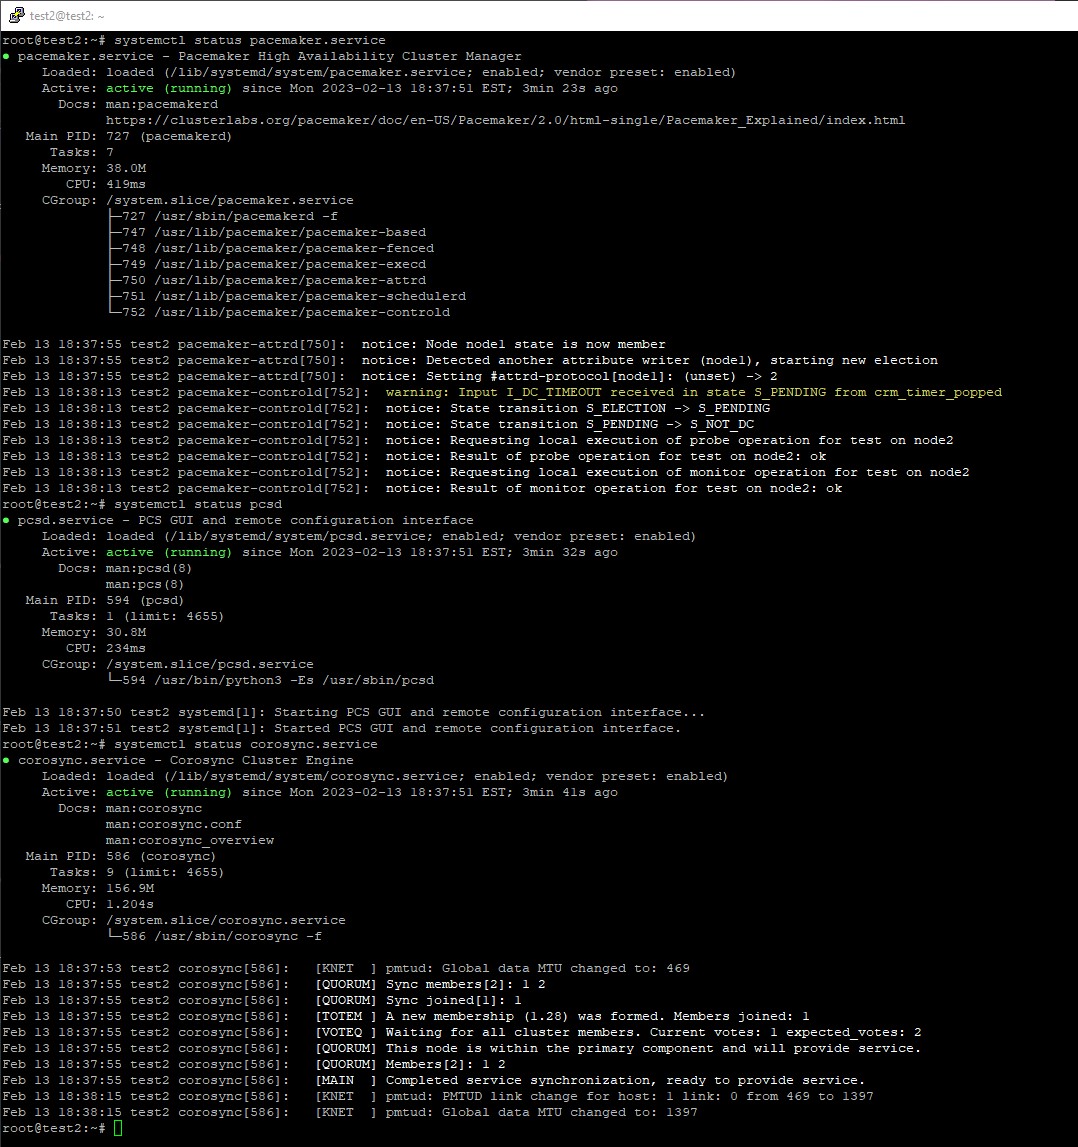 test2@test2: ~
root@test2:~# systemctl status pacemaker.service
● pacemaker.service - Pacemaker High Availability Cluster Manager
     Loaded: loaded (/lib/systemd/system/pacemaker.service; enabled; vendor preset: enabled)
     Active: active (running) since Mon 2023-02-13 18:37:51 EST; 3min 23s ago
       Docs: man:pacemakerd
             https://clusterlabs.org/pacemaker/doc/en-US/Pacemaker/2.0/html-single/Pacemaker_Explained/index.html
   Main PID: 727 (pacemakerd)
      Tasks: 7
     Memory: 38.0M
        CPU: 419ms
     CGroup: /system.slice/pacemaker.service
             ├─727 /usr/sbin/pacemakerd -f
             ├─747 /usr/lib/pacemaker/pacemaker-based
             ├─748 /usr/lib/pacemaker/pacemaker-fenced
             ├─749 /usr/lib/pacemaker/pacemaker-execd
             ├─750 /usr/lib/pacemaker/pacemaker-attrd
             ├─751 /usr/lib/pacemaker/pacemaker-schedulerd
             └─752 /usr/lib/pacemaker/pacemaker-controld
Feb 13 18:37:55 test2 pacemaker-attrd[750]:  notice: Node node1 state is now member
Feb 13 18:37:55 test2 pacemaker-attrd[750]:  notice: Detected another attribute writer (node1), starting new election
Feb 13 18:37:55 test2 pacemaker-attrd[750]:  notice: Setting #attrd-protocol[node1]: (unset) -> 2
Feb 13 18:38:13 test2 pacemaker-controld[752]:  warning: Input I_DC_TIMEOUT received in state S_PENDING from crm_timer_popped
Feb 13 18:38:13 test2 pacemaker-controld[752]:  notice: State transition S_ELECTION -> S_PENDING
Feb 13 18:38:13 test2 pacemaker-controld[752]:  notice: State transition S_PENDING -> S_NOT_DC
Feb 13 18:38:13 test2 pacemaker-controld[752]:  notice: Requesting local execution of probe operation for test on node2
Feb 13 18:38:13 test2 pacemaker-controld[752]:  notice: Result of probe operation for test on node2: ok
Feb 13 18:38:13 test2 pacemaker-controld[752]:  notice: Requesting local execution of monitor operation for test on node2
Feb 13 18:38:13 test2 pacemaker-controld[752]:  notice: Result of monitor operation for test on node2: ok
root@test2:~# systemctl status pcsd
● pcsd.service - PCS GUI and remote configuration interface
     Loaded: loaded (/lib/systemd/system/pcsd.service; enabled; vendor preset: enabled)
     Active: active (running) since Mon 2023-02-13 18:37:51 EST; 3min 32s ago
       Docs: man:pcsd(8)
             man:pcs(8)
   Main PID: 594 (pcsd)
      Tasks: 1 (limit: 4655)
     Memory: 30.8M
        CPU: 234ms
     CGroup: /system.slice/pcsd.service
             └─594 /usr/bin/python3 -Es /usr/sbin/pcsd
Feb 13 18:37:50 test2 systemd[1]: Starting PCS GUI and remote configuration interface...
Feb 13 18:37:51 test2 systemd[1]: Started PCS GUI and remote configuration interface.
root@test2:~# systemctl status corosync.service
● corosync.service - Corosync Cluster Engine
     Loaded: loaded (/lib/systemd/system/corosync.service; enabled; vendor preset: enabled)
     Active: active (running) since Mon 2023-02-13 18:37:51 EST; 3min 41s ago
       Docs: man:corosync
             man:corosync.conf
             man:corosync_overview
   Main PID: 586 (corosync)
      Tasks: 9 (limit: 4655)
     Memory: 156.9M
        CPU: 1.204s
     CGroup: /system.slice/corosync.service
             └─586 /usr/sbin/corosync -f
Feb 13 18:37:53 test2 corosync[586]:   [KNET  ] pmtud: Global data MTU changed to: 469
Feb 13 18:37:55 test2 corosync[586]:   [QUORUM] Sync members[2]: 1 2
Feb 13 18:37:55 test2 corosync[586]:   [QUORUM] Sync joined[1]: 1
Feb 13 18:37:55 test2 corosync[586]:   [TOTEM ] A new membership (1.28) was formed. Members joined: 1
Feb 13 18:37:55 test2 corosync[586]:   [VOTEQ ] Waiting for all cluster members. Current votes: 1 expected_votes: 2
Feb 13 18:37:55 test2 corosync[586]:   [QUORUM] This node is within the primary component and will provide service.
Feb 13 18:37:55 test2 corosync[586]:   [QUORUM] Members[2]: 1 2
Feb 13 18:37:55 test2 corosync[586]:   [MAIN  ] Completed service synchronization, ready to provide service.
Feb 13 18:38:15 test2 corosync[586]:   [KNET  ] pmtud: PMTUD link change for host: 1 link: 0 from 469 to 1397
Feb 13 18:38:15 test2 corosync[586]:   [KNET  ] pmtud: Global data MTU changed to: 1397
root@test2:~#